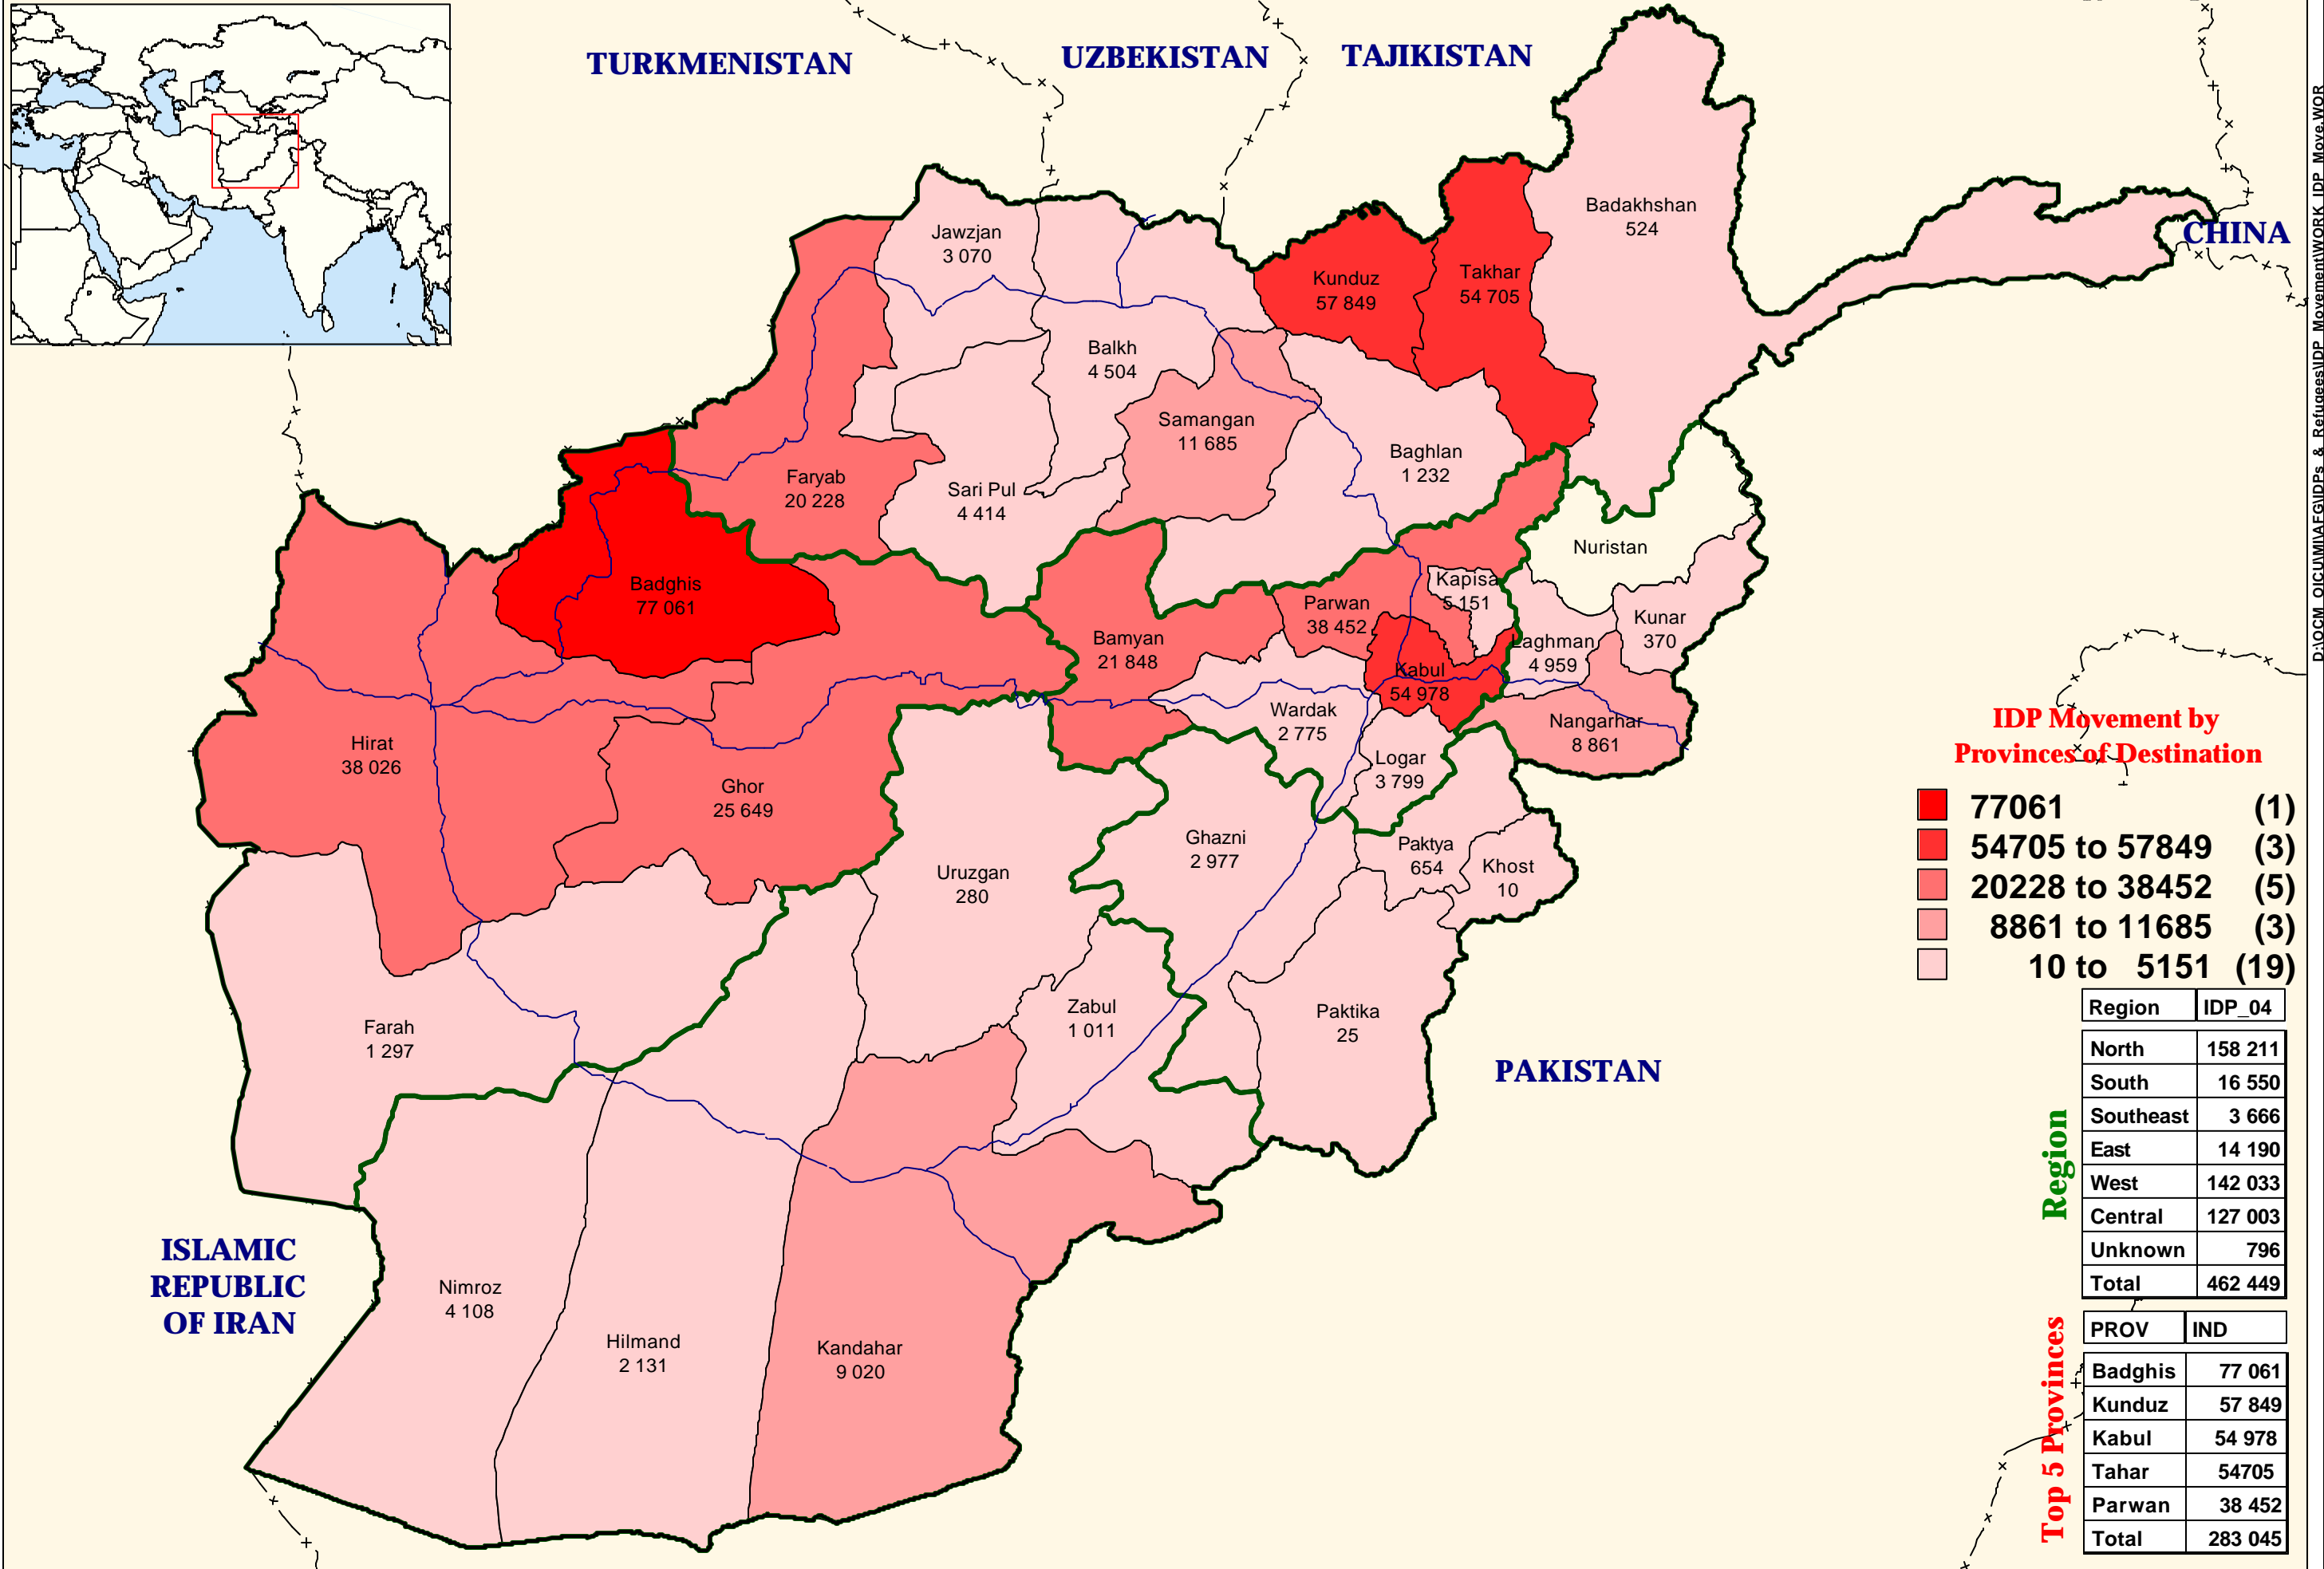 TURKMENISTAN
UZBEKISTAN
TAJIKISTAN
CHINA
Badakhshan
524
Jawzjan
3 070
Kunduz
57 849
Takhar
54 705
Balkh
4 504
Samangan
11 685
Baghlan
1 232
Faryab
20 228
Sari Pul
4 414
Nuristan
Badghis
77 061
Kapisa
5 151
Parwan
38 452
Kunar
370
Bamyan
21 848
Laghman
4 959
Kabul
54 978
Wardak
2 775
Nangarhar
8 861
Hirat
38 026
Logar
3 799
Ghor
25 649
Ghazni
2 977
Paktya
654
Khost
10
Uruzgan
280
Zabul
1 011
Paktika
25
Farah
1 297
PAKISTAN
ISLAMIC
REPUBLIC
OF IRAN
Nimroz
4 108
Hilmand
2 131
Kandahar
9 020
IDP Movement by
Provinces of Destination
77061 (1)
54705 to 57849 (3)
20228 to 38452 (5)
8861 to 11685 (3)
10 to 5151 (19)
Region
Region IDP_04
North 158 211
South 16 550
Southeast 3 666
East 14 190
West 142 033
Central 127 003
Unknown 796
Total 462 449
Top 5 Provinces
PROV IND
Badghis 77 061
Kunduz 57 849
Kabul 54 978
Tahar 54705
Parwan 38 452
Total 283 045